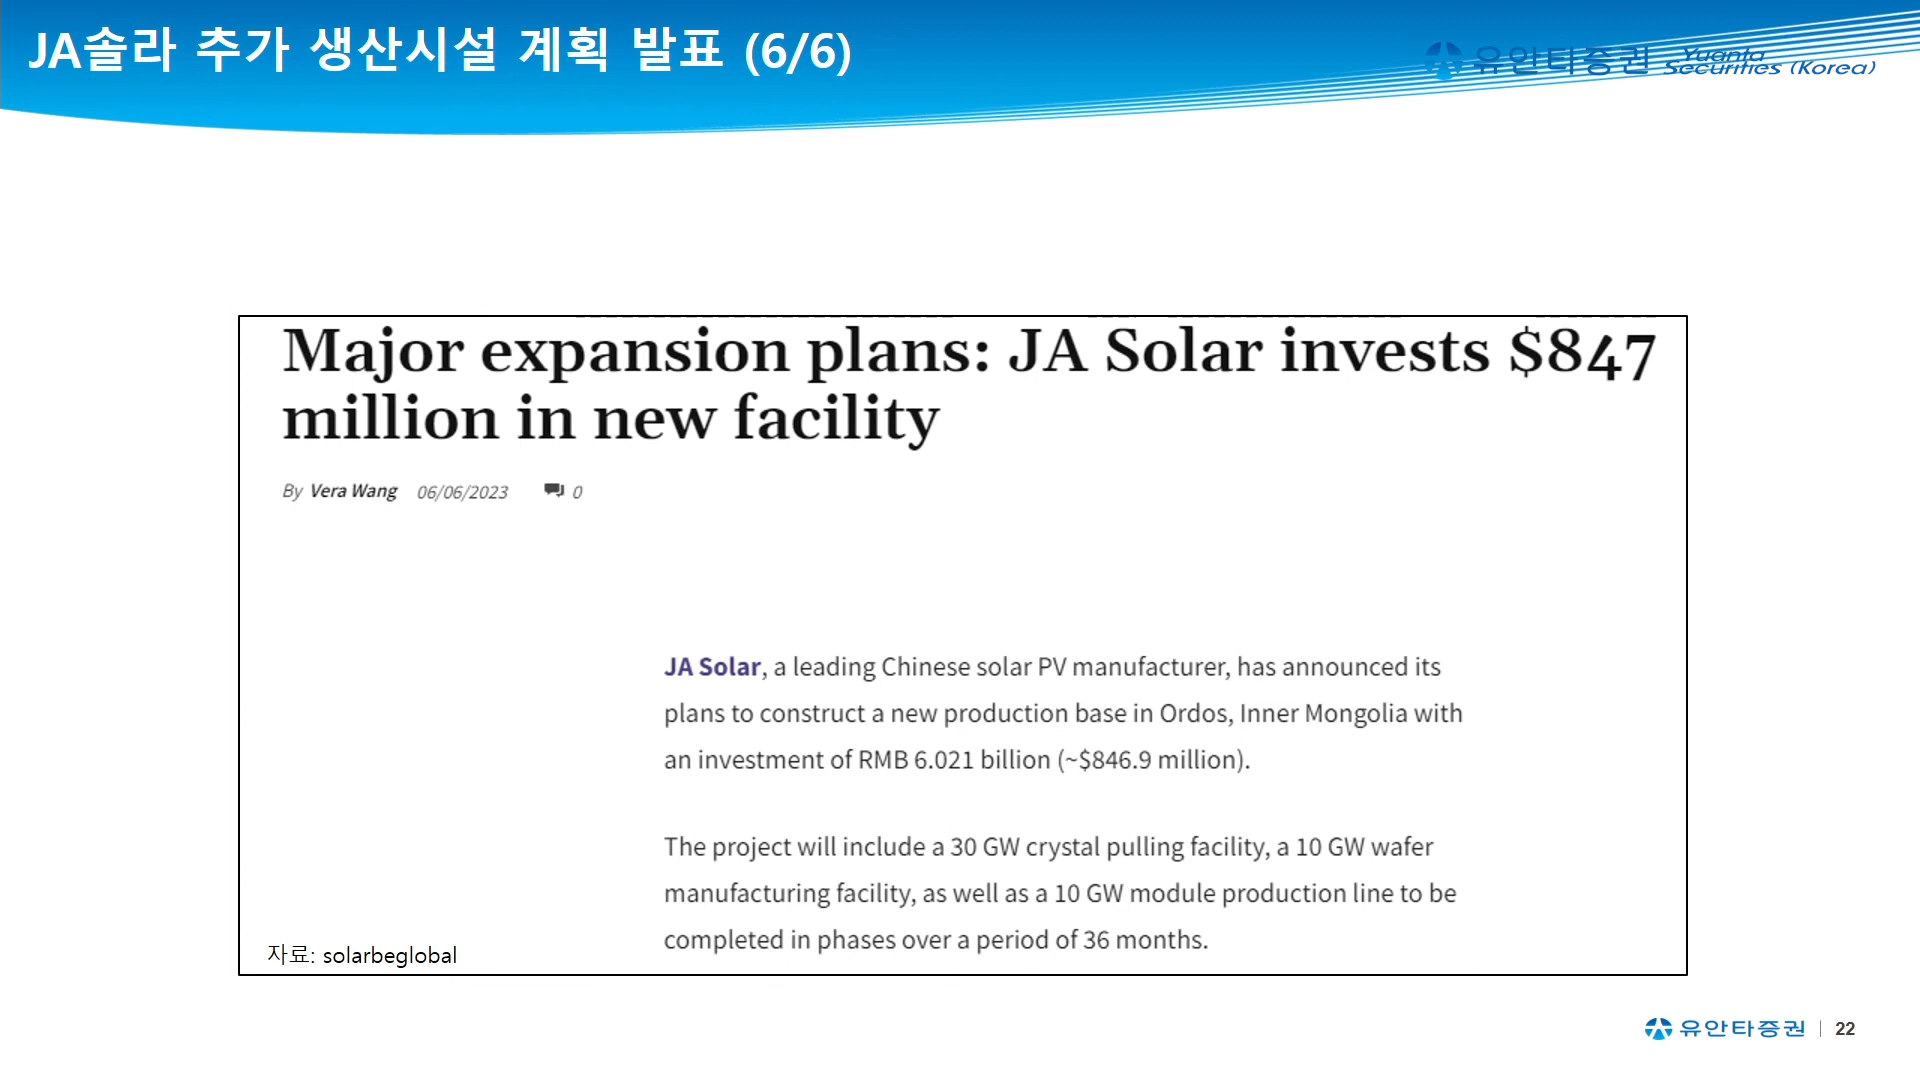 JA솔라 추가 생산시설 계획 발표 (6/6)
유안타증권 Yuanta Securities (Korea)
Major expansion plans: JA Solar invests $847
million in new facility
By Vera Wang 06/06/2023 0
JA Solar, a leading Chinese solar PV manufacturer, has announced its
plans to construct a new production base in Ordos, Inner Mongolia with
an investment of RMB 6.021 billion (~$846.9 million).
The project will include a 30 GW crystal pulling facility, a 10 GW wafer
manufacturing facility, as well as a 10 GW module production line to be
completed in phases over a period of 36 months.
자료: solarbeglobal
유안타증권 | 22